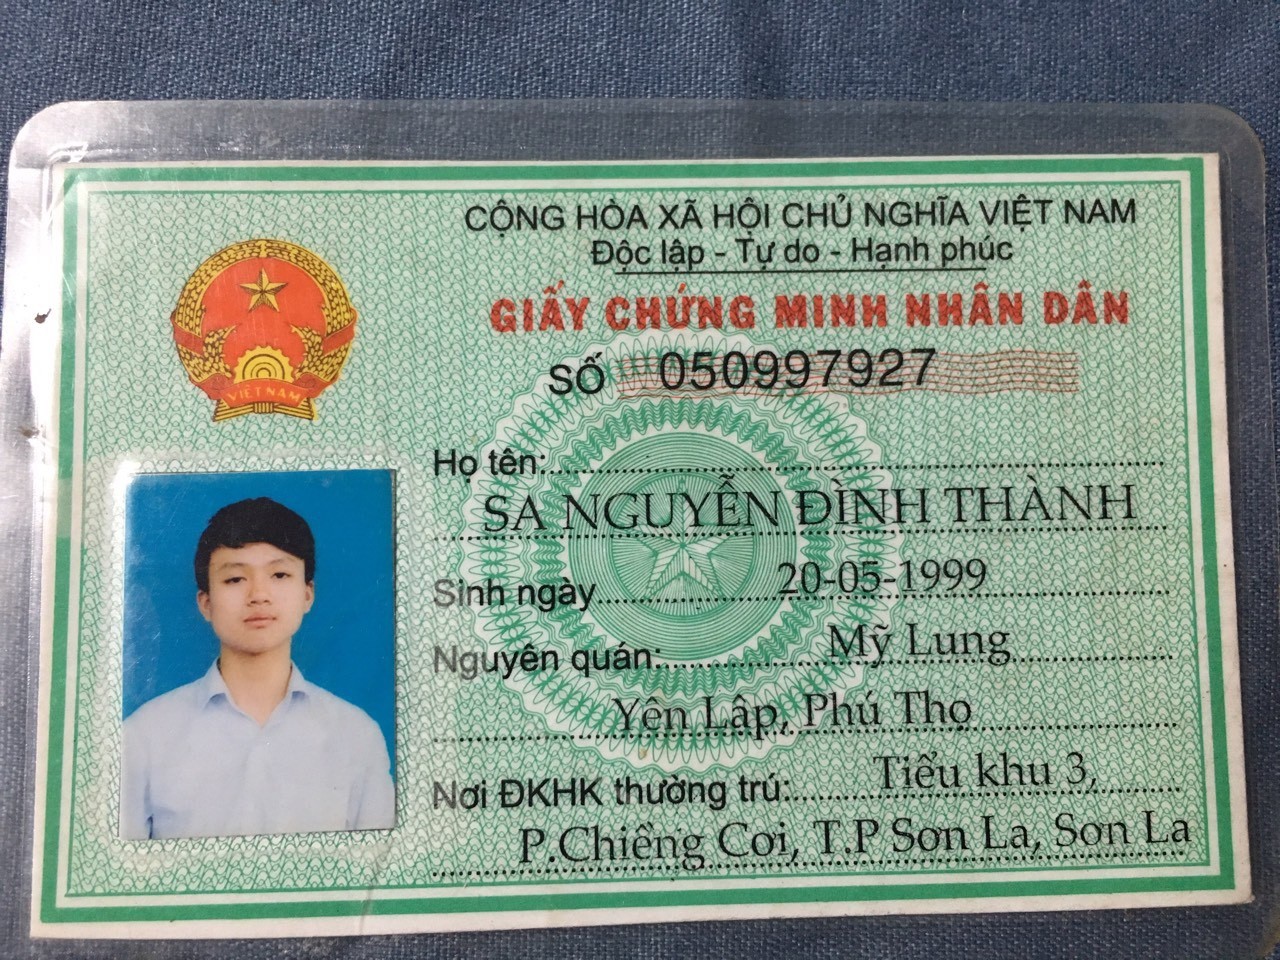 CỘNG HÒA XÃ HỘI CHỦ NGHĨA VIỆT NAM
Độc lập - Tự do - Hạnh phúc
GIẤY CHỨNG MINH NHÂN DÂN
SỐ 050997927
VIỆT NAM
Họ tên:
SA NGUYỄN ĐÌNH THÀNH
Sinh ngày 20-05-1999
Nguyên quán: Mỹ Lung
Yên Lập, Phú Thọ
Nơi ĐKHK thường trú: Tiểu khu 3,
P.Chiềng Cơi, T.P Sơn La, Sơn La